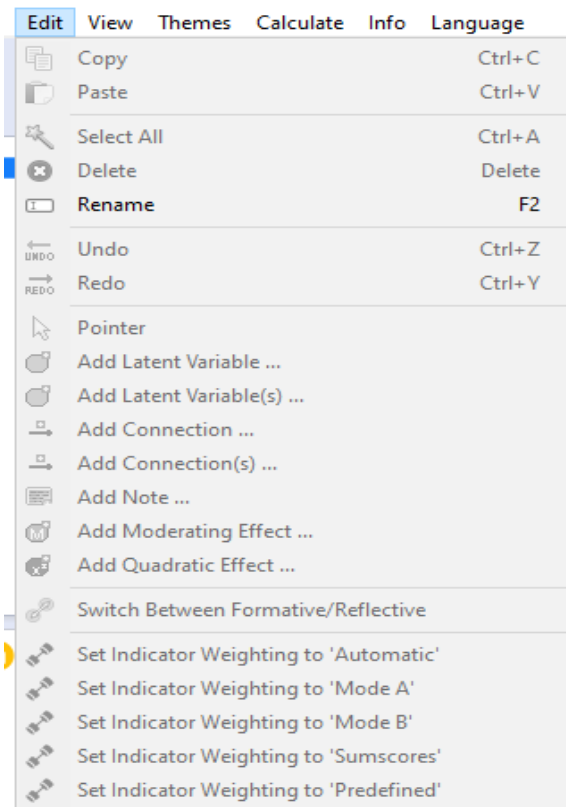 Edit View Themes Calculate Info Language
Copy Ctrl+C
Paste Ctrl+V
Select All Ctrl+A
Delete Delete
Rename F2
UNDO Undo Ctrl+Z
REDO Redo Ctrl+Y
Pointer
Add Latent Variable ...
Add Latent Variable(s) ...
Add Connection ...
Add Connection(s) ...
Add Note ...
M Add Moderating Effect ...
Add Quadratic Effect ...
Switch Between Formative/Reflective
Set Indicator Weighting to 'Automatic'
Set Indicator Weighting to 'Mode A'
Set Indicator Weighting to 'Mode B'
Set Indicator Weighting to 'Sumscores'
Set Indicator Weighting to 'Predefined'